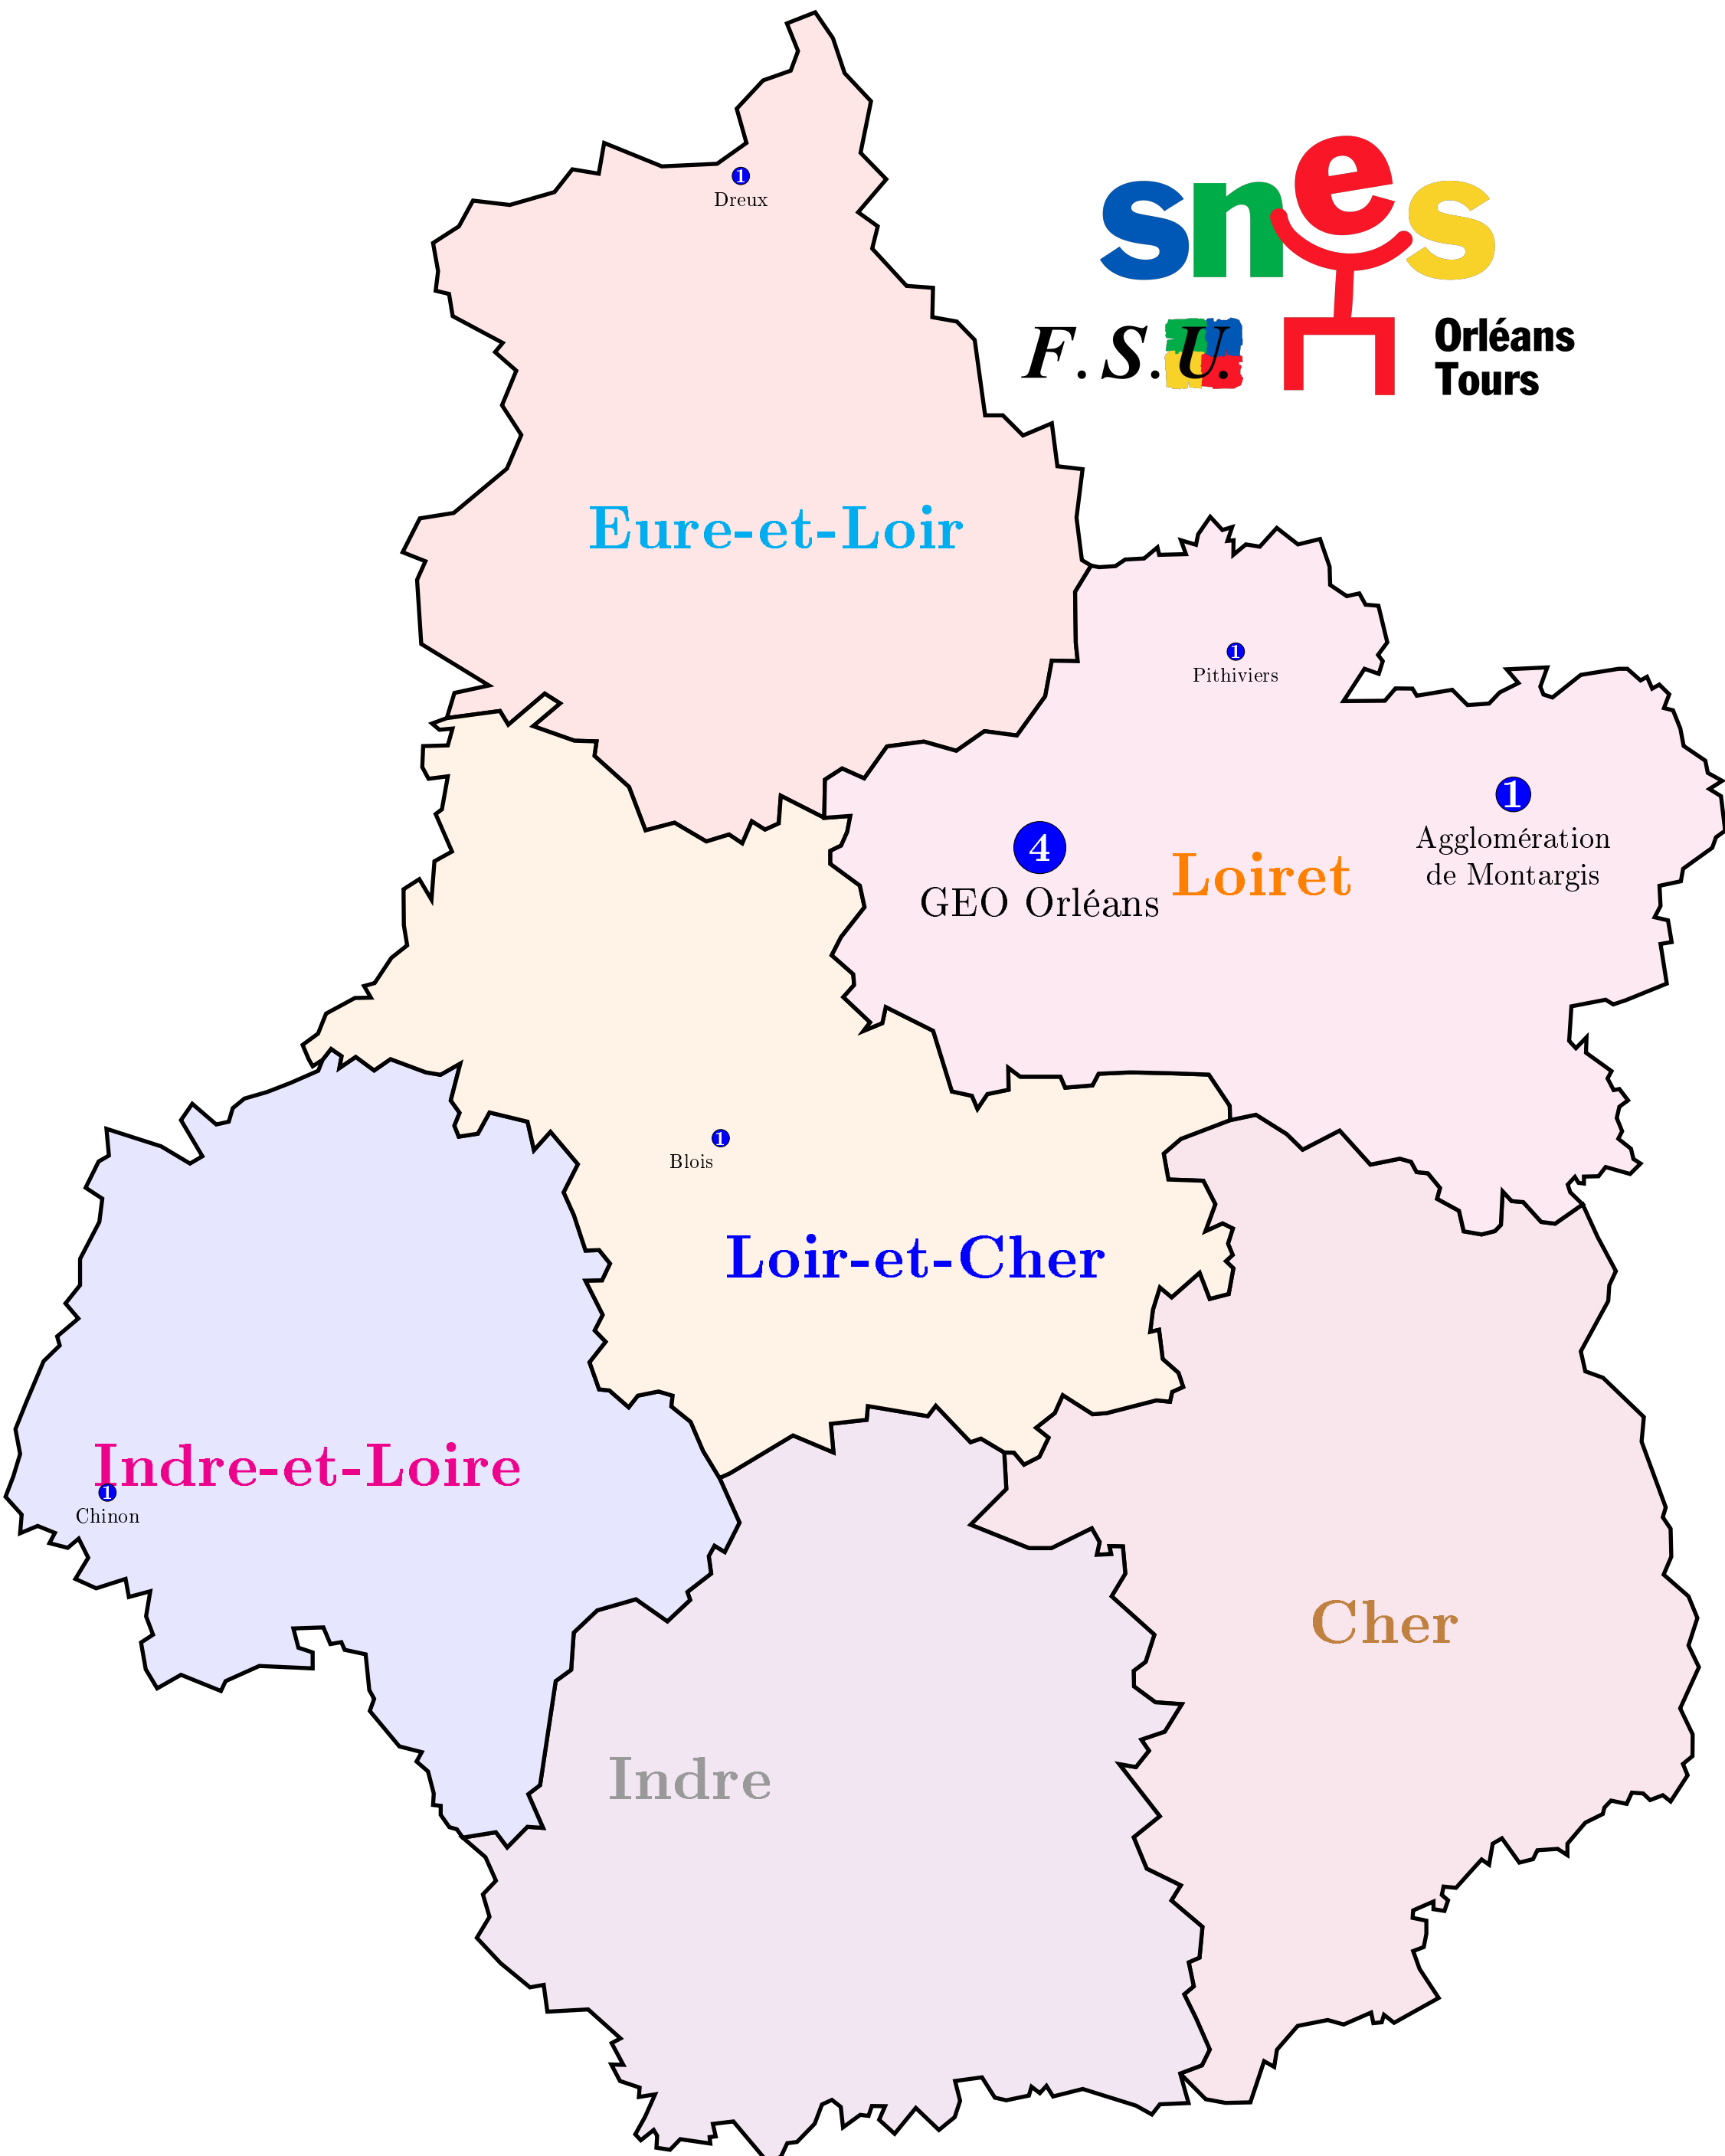 1
Dreux
snes
F.S.U.
Orléans
Tours
Eure-et-Loir
1
Pithiviers
1
Agglomération
de Montargis
4
GEO Orléans
Loiret
1
Blois
Loir-et-Cher
Indre-et-Loire
1
Chinon
Cher
Indre